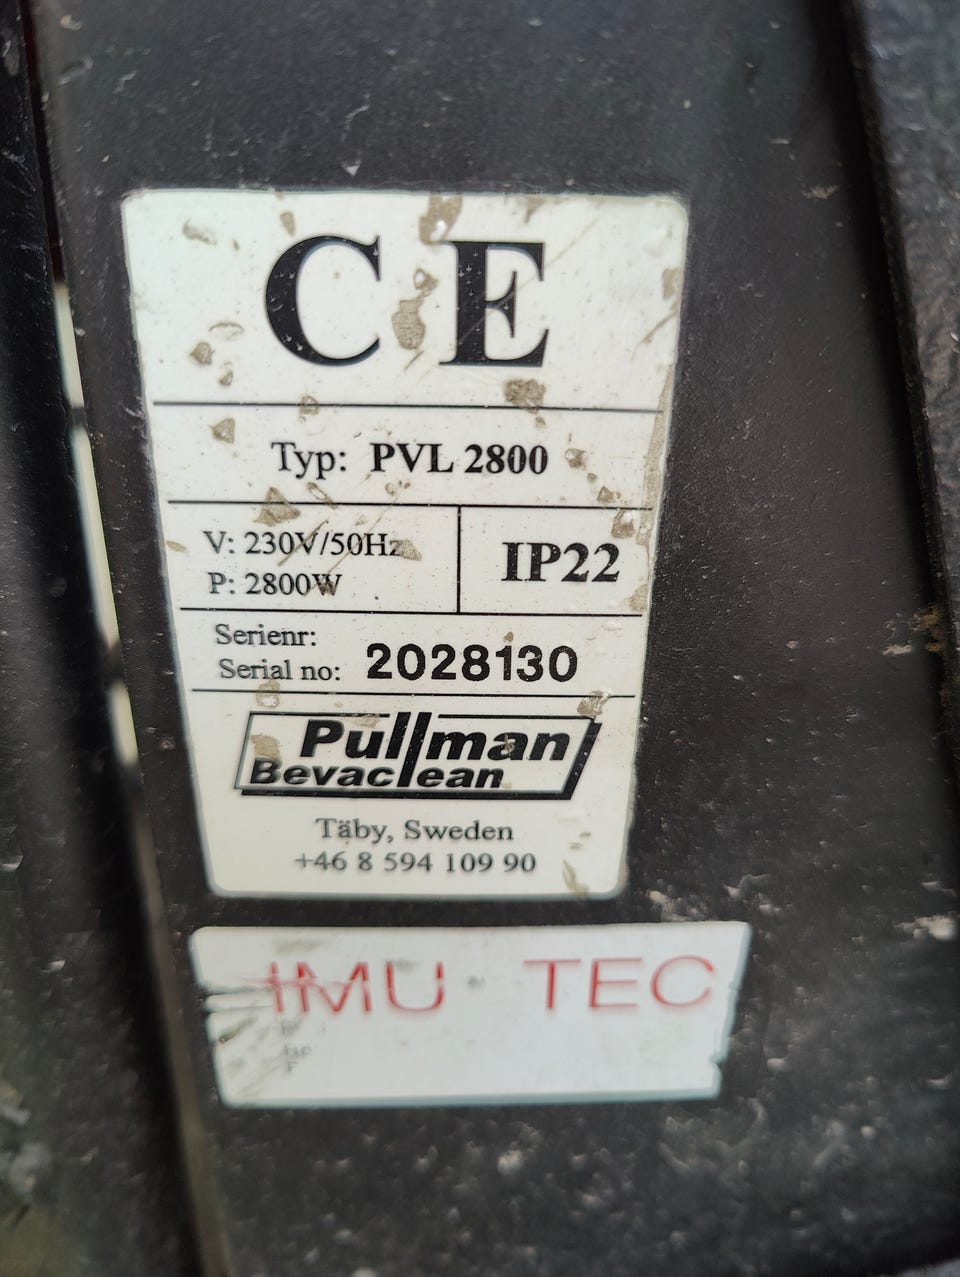 CE
Typ: PVL 2800
V: 230V/50Hz
P: 2800W
IP22
Serienr:
Serial no: 2028130
Pullman
Bevaclean
Täby, Sweden
+46 8 594 109 90
IMU TEC